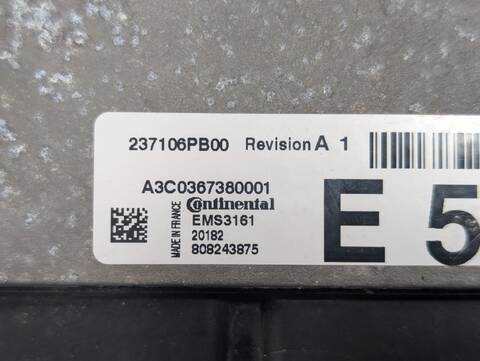 237106PB00 Revision A 1
A3C0367380001
Continental
EMS3161
20182
808243875
MADE IN FRANCE
E 5